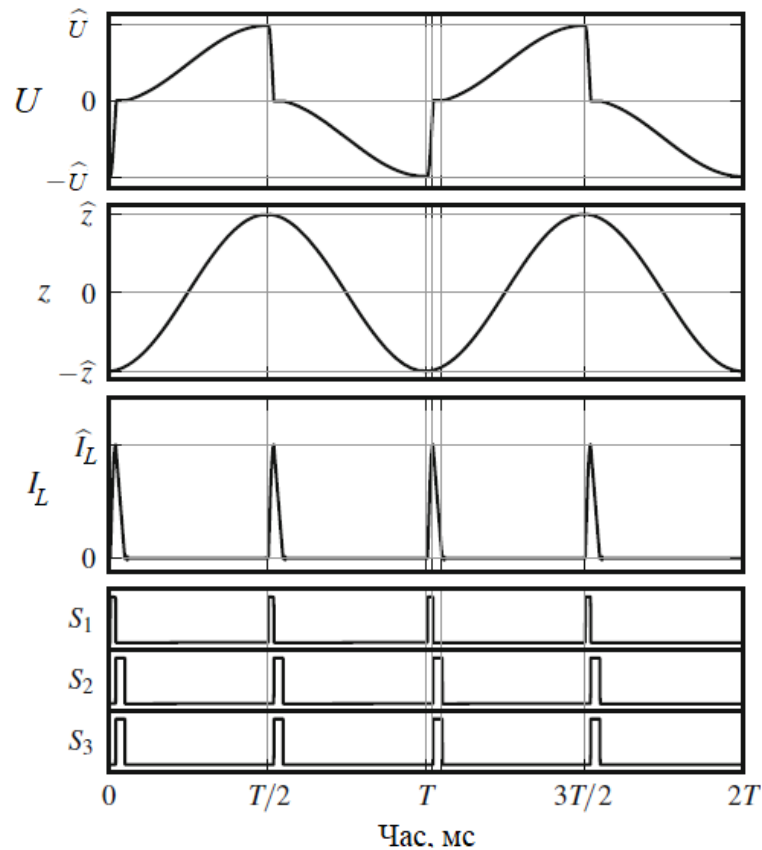 Û
U 0
−Û
ẑ
z 0
−ẑ
Î_L
I_L
0
S₁
S₂
S₃
0 T/2 T 3T/2 2T
Час, мс